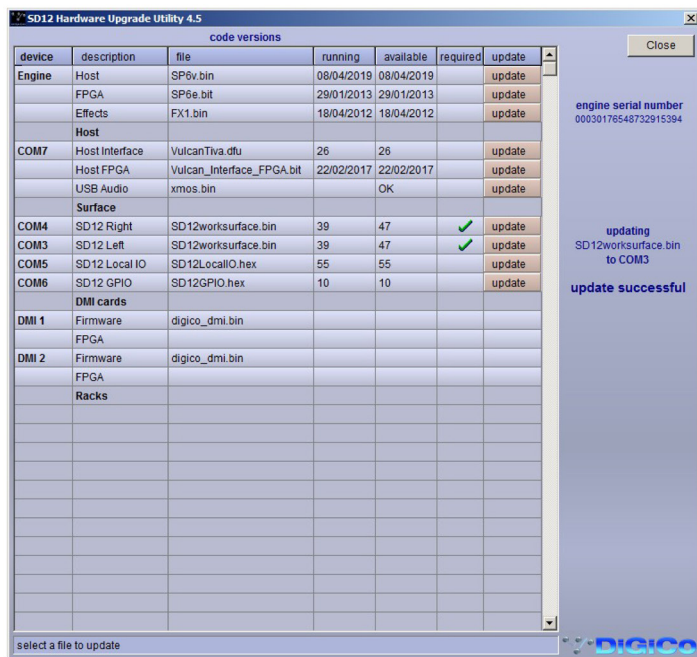 SD12 Hardware Upgrade Utility 4.5
code versions
Close
device description file running available required update
Engine Host SP6v.bin 08/04/2019 08/04/2019 update
FPGA SP6e.bit 29/01/2013 29/01/2013 update
Effects FX1.bin 18/04/2012 18/04/2012 update
Host
COM7 Host Interface VulcanTiva.dfu 26 26 update
Host FPGA Vulcan_Interface_FPGA.bit 22/02/2017 22/02/2017 update
USB Audio xmos.bin OK update
Surface
COM4 SD12 Right SD12worksurface.bin 39 47 update
COM3 SD12 Left SD12worksurface.bin 39 47 update
COM5 SD12 Local IO SD12LocalIO.hex 55 55 update
COM6 SD12 GPIO SD12GPIO.hex 10 10 update
DMI cards
DMI 1 Firmware digico_dmi.bin
FPGA
DMI 2 Firmware digico_dmi.bin
FPGA
Racks
engine serial number
00030176548732915394
updating
SD12worksurface.bin
to COM3
update successful
select a file to update
DiGiCo